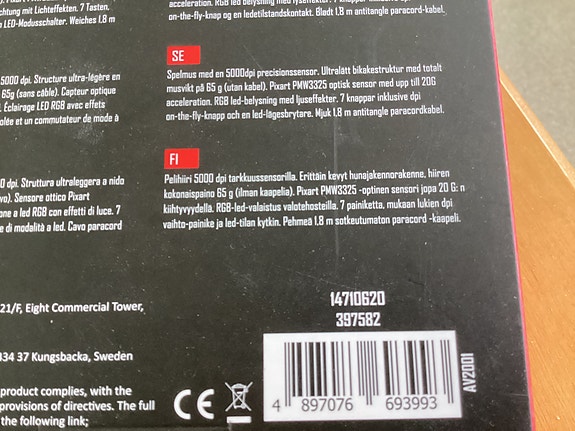 chtung mit Lichteffekten. 7 Tasten,
LED-Modusschalter. Weiches 1,8 m
5000 dpi. Structure ultra-légère en
65g (sans câble). Capteur optique
Éclairage LED RGB avec effets
olée et un commutateur de mode à
0 dpi. Struttura ultraleggera a nido
vo). Sensore ottico Pixart
one a led RGB con effetti di luce. 7
e di modalità a led. Cavo paracord
acceleration. RGB led belysning med
on-the-fly-knap og en ledetilstandskontakt. Blødt 1,8 m antitangle paracord-kabel.
SE
Spelmus med en 5000dpi precisionssensor. Ultralätt bikakestruktur med totalt
musvikt på 65 g (utan kabel). Pixart PMW3325 optisk sensor med upp till 20G
acceleration. RGB led-belysning med ljuseffekter. 7 knappar inklusive dpi
on-the-fly-knapp och en led-lägesbrytare. Mjuk 1,8 m antitangle paracordkabel.
FI
Pelihiiri 5000 dpi tarkkuussensorilla. Erittäin kevyt hunajakennorakenne, hiiren
kokonaispaino 65 g (ilman kaapelia). Pixart PMW3325 -optinen sensori jopa 20 G: n
kiihtyvyydellä. RGB-led-valaistus valotehosteilla. 7 painiketta, mukaan lukien dpi
vaihto-painike ja led-tilan kytkin. Pehmeä 1,8 m sotkeutumaton paracord -kaapeli.
21/F, Eight Commercial Tower,
434 37 Kungsbacka, Sweden
product complies, with the
provisions of directives. The full
the following link;
14710620
397582
CE
4 897076 693993
AV2001